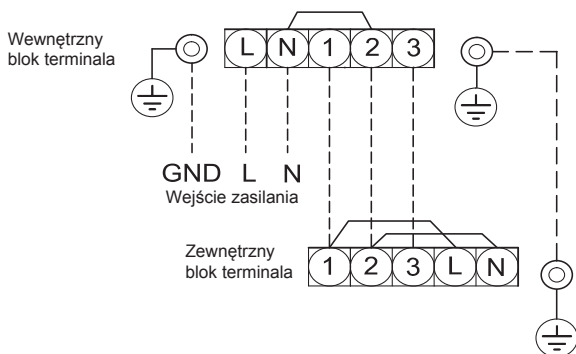 Wewnętrzny
blok terminala
L N 1 2 3
GND L N
Wejście zasilania
Zewnętrzny
blok terminala
1 2 3 L N